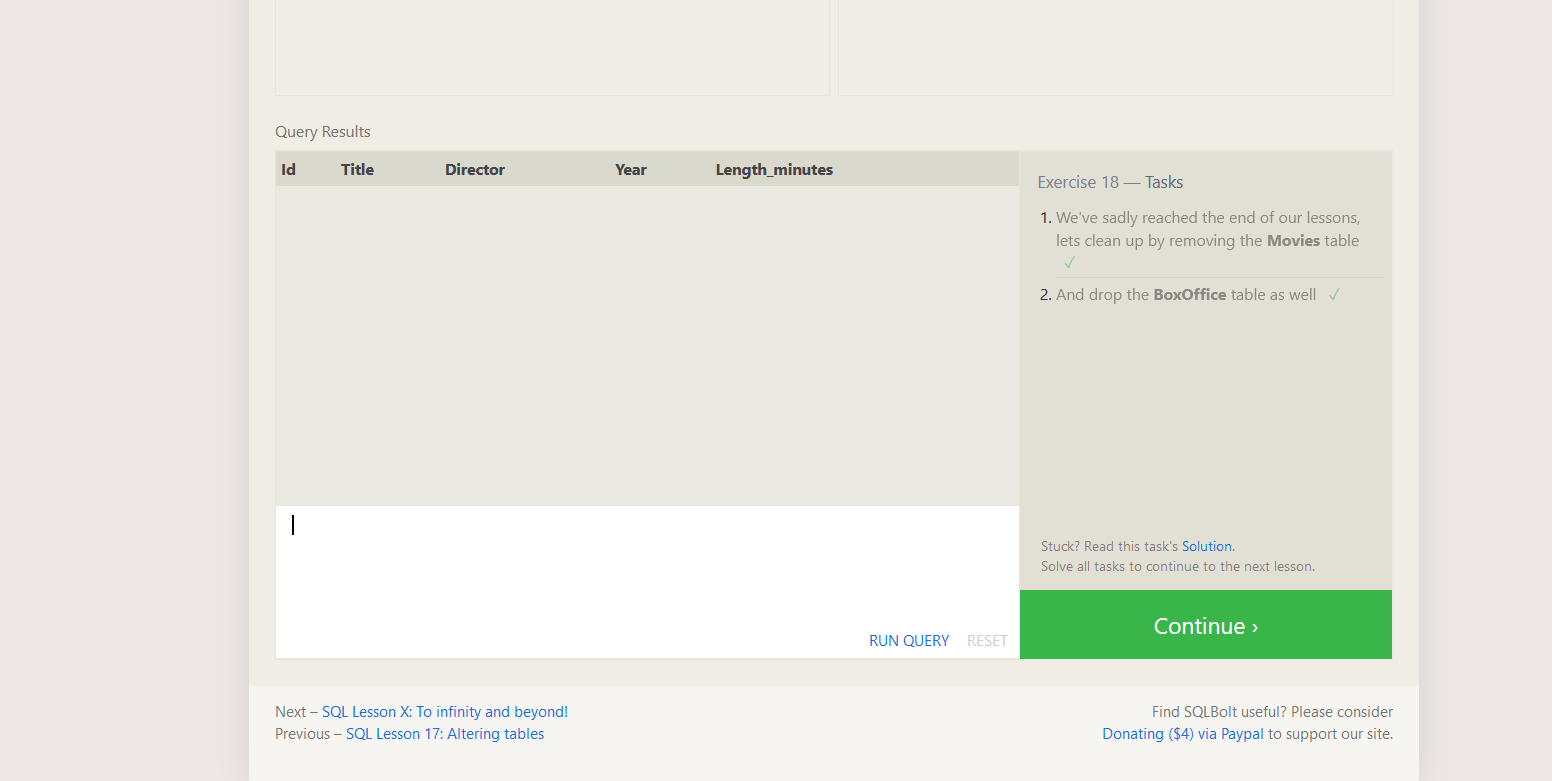 Query Results
Id Title Director Year Length_minutes
Exercise 18 — Tasks
1. We've sadly reached the end of our lessons,
lets clean up by removing the Movies table
✓
2. And drop the BoxOffice table as well ✓
Stuck? Read this task's Solution.
Solve all tasks to continue to the next lesson.
RUN QUERY RESET
Continue ›
Next – SQL Lesson X: To infinity and beyond!
Previous – SQL Lesson 17: Altering tables
Find SQLBolt useful? Please consider
Donating ($4) via Paypal to support our site.